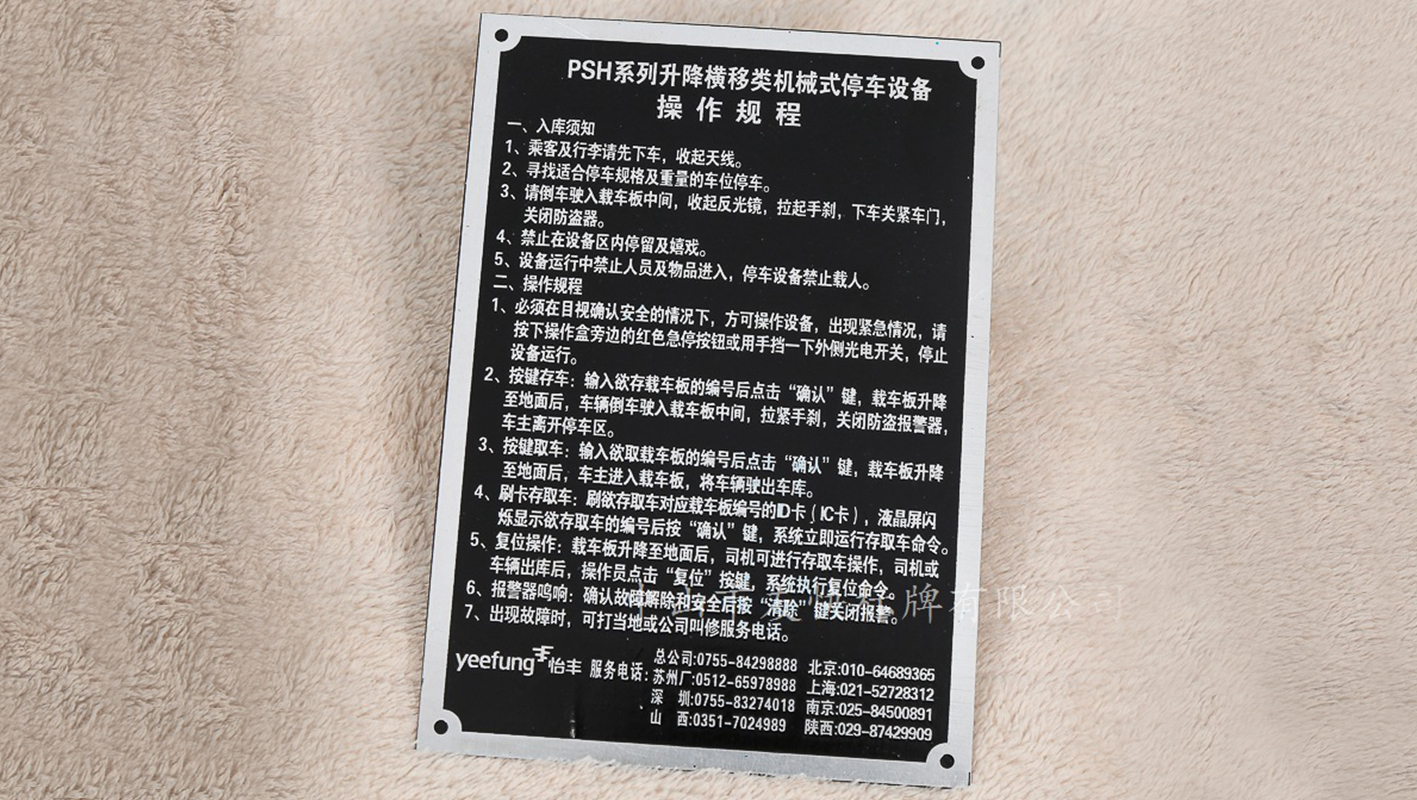 PSH系列升降横移类机械式停车设备
操作规程
一、入库须知
1、乘客及行李请先下车，收起天线。
2、寻找适合停车规格及重量的车位停车。
3、请倒车驶入载车板中间，收起反光镜，拉起手刹，下车关紧车门，
关闭防盗器。
4、禁止在设备区内停留及嬉戏。
5、设备运行中禁止人员及物品进入，停车设备禁止载人。
二、操作规程
1、必须在目视确认安全的情况下，方可操作设备，出现紧急情况，请
按下操作盒旁边的红色急停按钮或用手挡一下外侧光电开关，停止
设备运行。
2、按键存车：输入欲存载车板的编号后点击“确认”键，载车板升降
至地面后，车辆倒车驶入载车板中间，拉紧手刹，关闭防盗报警器，
车主离开停车区。
3、按键取车：输入欲取载车板的编号后点击“确认”键，载车板升降
至地面后，车主进入载车板，将车辆驶出车库。
4、刷卡存取车：刷欲存取车对应载车板编号的ID卡（IC卡），液晶屏闪
烁显示欲存取车的编号后按“确认”键，系统立即运行存取车命令。
5、复位操作：载车板升降至地面后，司机可进行存取车操作，司机或
车辆出库后，操作员点击“复位”按键，系统执行复位命令。
6、报警器鸣响：确认故障解除和安全后按“清除”键关闭报警。
7、出现故障时，可打当地或公司叫修服务电话。
yeefung 怡丰 服务电话：
总公司:0755-84298888 北京:010-64689365
苏州厂:0512-65978988 上海:021-52728312
深 圳:0755-83274018 南京:025-84500891
山 西:0351-7024989 陕西:029-87429909
牌有限公司